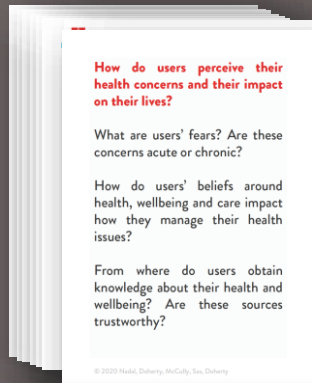 How do users perceive their
health concerns and their impact
on their lives?
What are users' fears? Are these
concerns acute or chronic?
How do users' beliefs around
health, wellbeing and care impact
how they manage their health
issues?
From where do users obtain
knowledge about their health and
wellbeing? Are these sources
trustworthy?
© 2020 Nadal, Doherty, McCully, Sas, Doherty